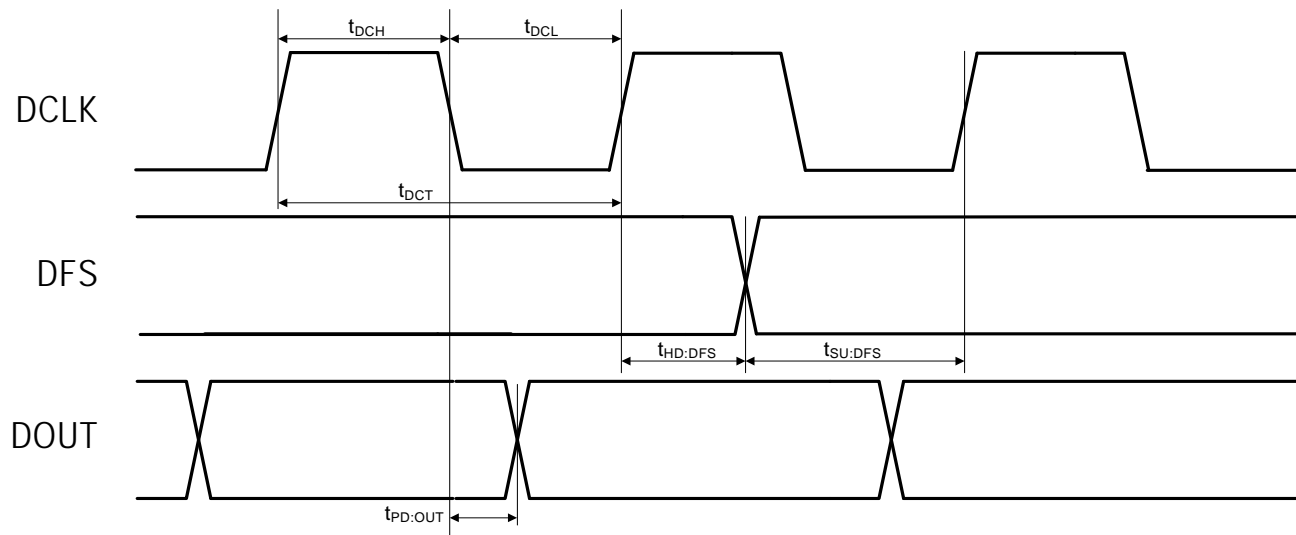 tDCH
tDCL
DCLK
tDCT
DFS
tHD:DFS
tSU:DFS
DOUT
tPD:OUT